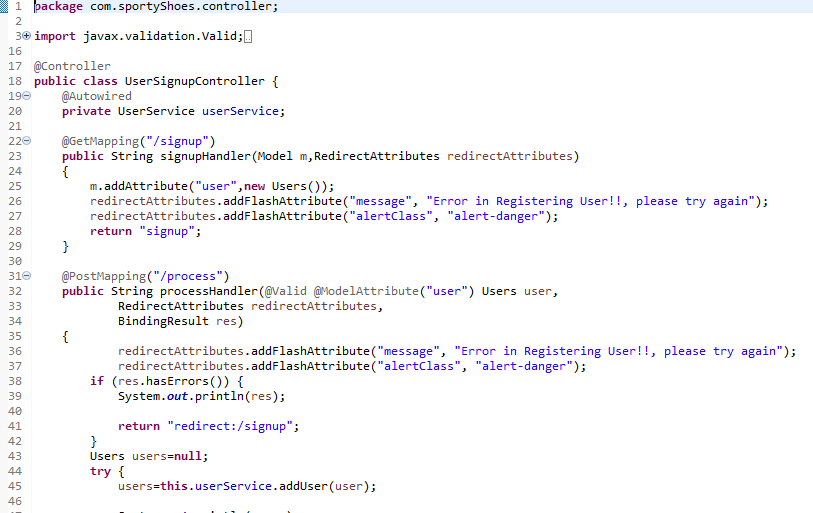 1 package com.sportyShoes.controller;
2
3 import javax.validation.Valid;
16
17 @Controller
18 public class UserSignupController {
19 @Autowired
20 private UserService userService;
21
22 @GetMapping("/signup")
23 public String signupHandler(Model m,RedirectAttributes redirectAttributes)
24 {
25 m.addAttribute("user",new Users());
26 redirectAttributes.addFlashAttribute("message", "Error in Registering User!!, please try again");
27 redirectAttributes.addFlashAttribute("alertClass", "alert-danger");
28 return "signup";
29 }
30
31 @PostMapping("/process")
32 public String processHandler(@Valid @ModelAttribute("user") Users user,
33 RedirectAttributes redirectAttributes,
34 BindingResult res)
35 {
36 redirectAttributes.addFlashAttribute("message", "Error in Registering User!!, please try again");
37 redirectAttributes.addFlashAttribute("alertClass", "alert-danger");
38 if (res.hasErrors()) {
39 System.out.println(res);
40
41 return "redirect:/signup";
42 }
43 Users users=null;
44 try {
45 users=this.userService.addUser(user);
46